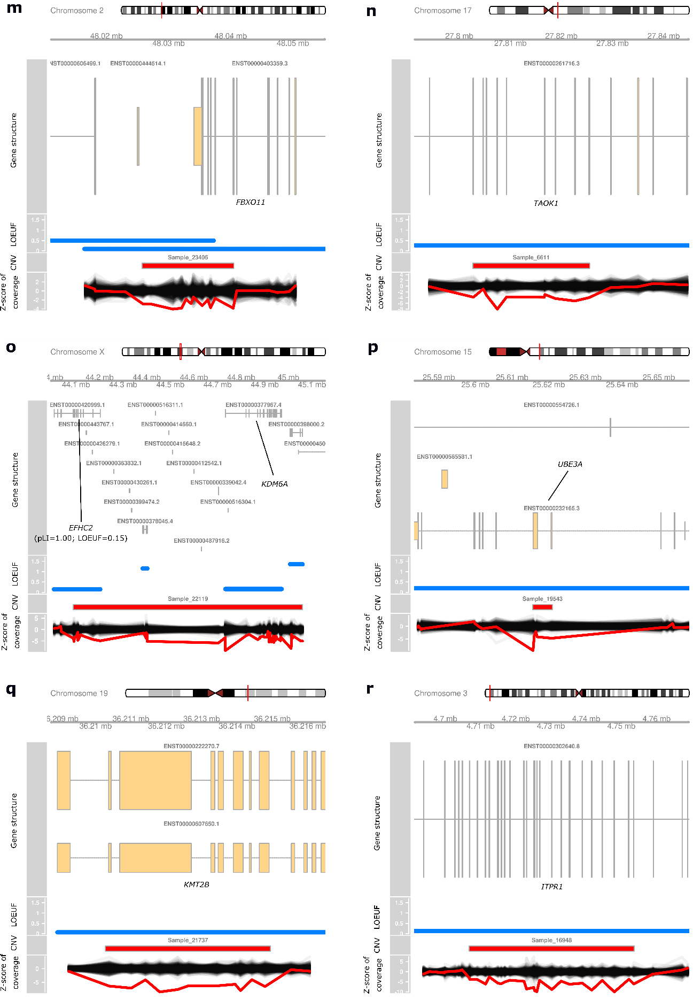 m
Chromosome 2
48.02 mb
48.04 mb
48.03 mb
48.05 mb
Gene structure
NST00000606499.1
ENST00000444514.1
ENST00000403359.3
FBXO11
LOEUF
1.5
1
0.5
0
CNV
Sample_23406
Z-score of coverage
2
0
-2
-4
n
Chromosome 17
27.8 mb
27.82 mb
27.84 mb
27.81 mb
27.83 mb
Gene structure
ENST00000261716.3
TAOK1
LOEUF
1.5
1
0.5
0
CNV
Sample_6611
Z-score of coverage
4
2
0
-2
-4
-6
-8
o
Chromosome X
4 mb
44.2 mb
44.4 mb
44.6 mb
44.8 mb
45 mb
44.1 mb
44.3 mb
44.5 mb
44.7 mb
44.9 mb
45.1 mb
Gene structure
ENST00000420999.1
ENST00000516311.1
ENST00000377967.4
ENST00000443767.1
ENST00000414660.1
ENST00000398000.2
ENST00000426279.1
ENST00000415648.2
ENST00000450
ENST00000363832.1
ENST00000412542.1
ENST00000430261.1
ENST00000339042.4
KDM6A
ENST00000399474.2
ENST00000516304.1
ENST00000378045.4
EFHC2
(pLI=1.00; LOEUF=0.15)
ENST00000487916.2
LOEUF
1.5
1
0.5
0
CNV
Sample_22119
Z-score of coverage
5
0
-5
p
Chromosome 15
25.59 mb
25.61 mb
25.63 mb
25.65 mb
25.6 mb
25.62 mb
25.64 mb
Gene structure
ENST00000554726.1
ENST00000565581.1
UBE3A
ENST00000232165.3
LOEUF
1.5
1
0.5
0
CNV
Sample_19543
Z-score of coverage
0
-5
q
Chromosome 19
6.209 mb
36.211 mb
36.213 mb
36.215 mb
36.21 mb
36.212 mb
36.214 mb
36.216 mb
Gene structure
ENST00000222270.7
ENST00000607650.1
KMT2B
LOEUF
1.5
1
0.5
0
CNV
Sample_21737
Z-score of coverage
0
-5
r
Chromosome 3
4.7 mb
4.72 mb
4.74 mb
4.76 mb
4.71 mb
4.73 mb
4.75 mb
Gene structure
ENST00000302640.8
ITPR1
LOEUF
1.5
1
0.5
0
CNV
Sample_16948
Z-score of coverage
5
0
-5
-10